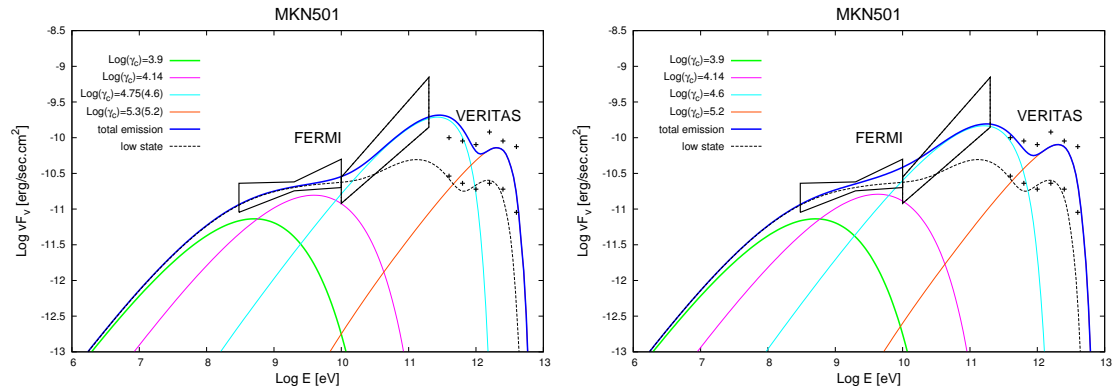 MKN501
-8.5
-9
-9.5
-10
-10.5
-11
-11.5
-12
-12.5
-13
Log νFν [erg/sec.cm²]
Log(γc)=3.9
Log(γc)=4.14
Log(γc)=4.75(4.6)
Log(γc)=5.3(5.2)
total emission
low state
FERMI
VERITAS
6 7 8 9 10 11 12 13
Log E [eV]
MKN501
-8.5
-9
-9.5
-10
-10.5
-11
-11.5
-12
-12.5
-13
Log νFν [erg/sec.cm²]
Log(γc)=3.9
Log(γc)=4.14
Log(γc)=4.6
Log(γc)=5.2
total emission
low state
FERMI
VERITAS
6 7 8 9 10 11 12 13
Log E [eV]